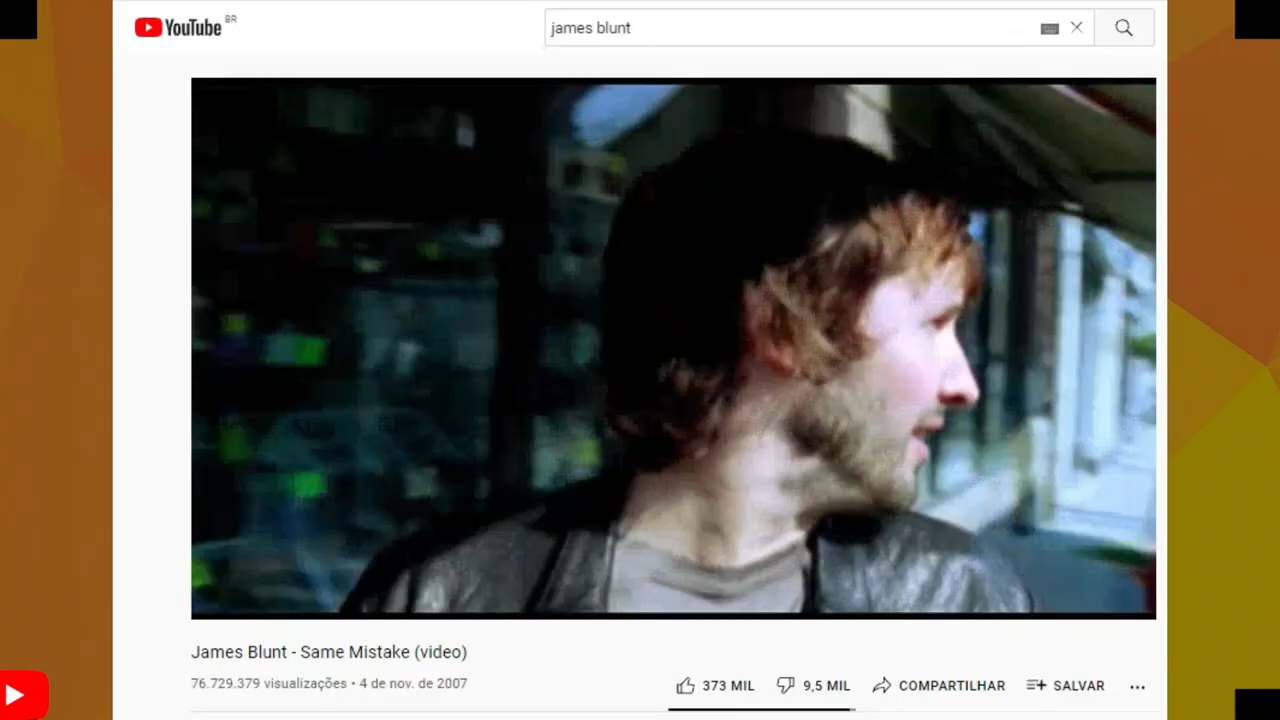 YouTube BR
james blunt
James Blunt - Same Mistake (video)
76.729.379 visualizações • 4 de nov. de 2007
373 MIL
9,5 MIL
COMPARTILHAR
SALVAR